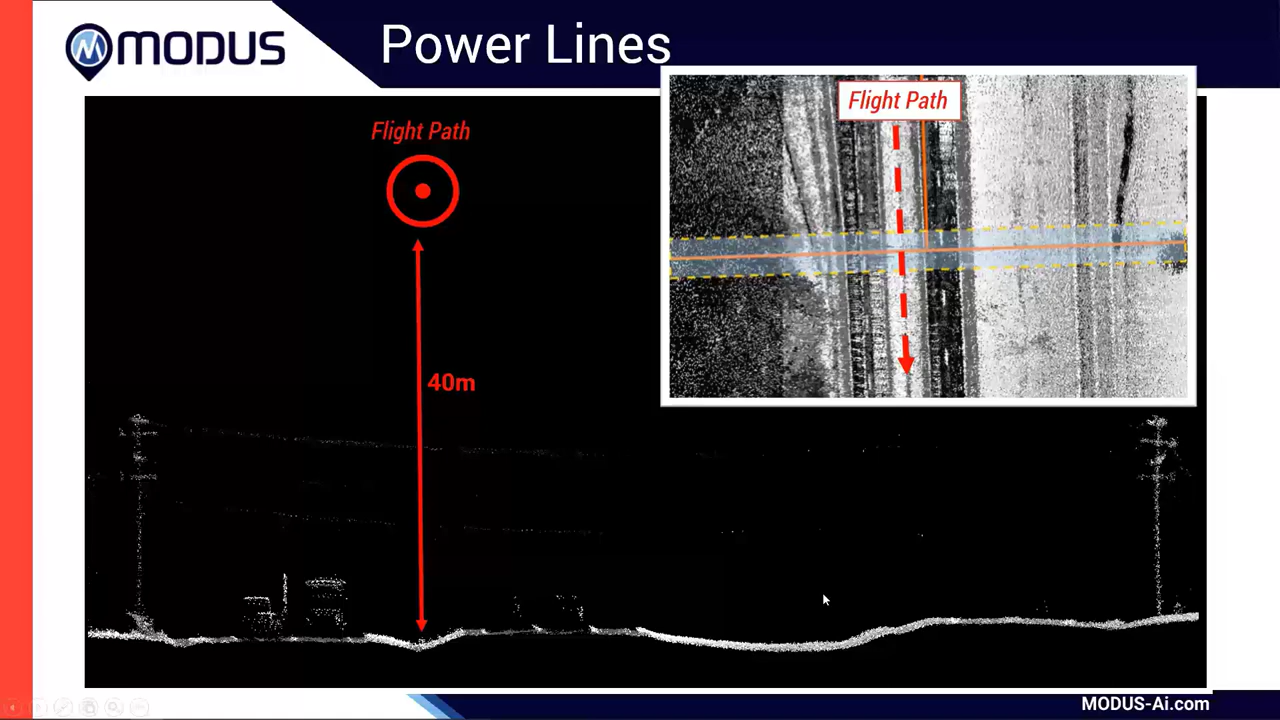 MODUS
Power Lines
Flight Path
Flight Path
40m
MODUS-Ai.com